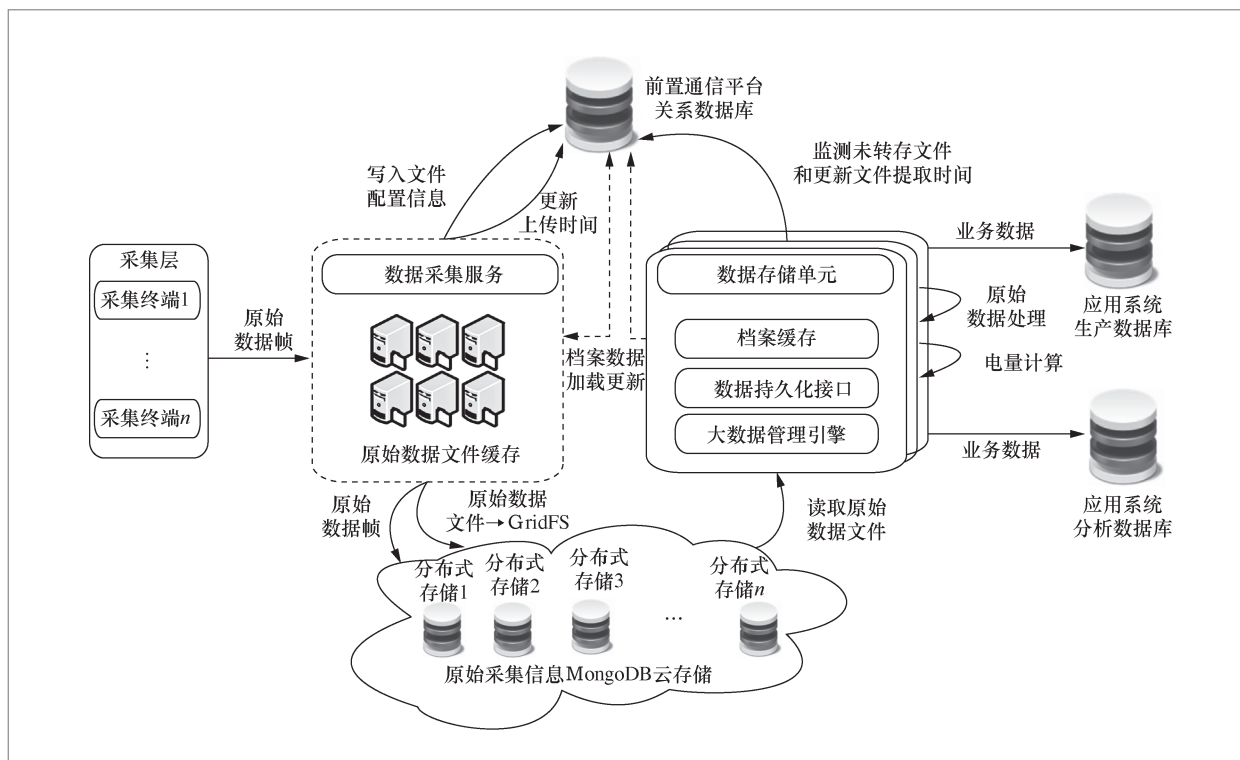 前置通信平台
关系数据库
写入文件
配置信息
更新
上传时间
监测未转存文件
和更新文件提取时间
采集层
采集终端1
⋮
采集终端n
原始
数据帧
数据采集服务
原始数据文件缓存
档案数据
加载更新
数据存储单元
档案缓存
数据持久化接口
大数据管理引擎
原始
数据处理
电量计算
业务数据
应用系统
生产数据库
业务数据
应用系统
分析数据库
原始
数据帧
原始数据
文件→GridFS
读取原始
数据文件
分布式
存储1
分布式
存储2
分布式
存储3
…
分布式
存储n
原始采集信息MongoDB云存储